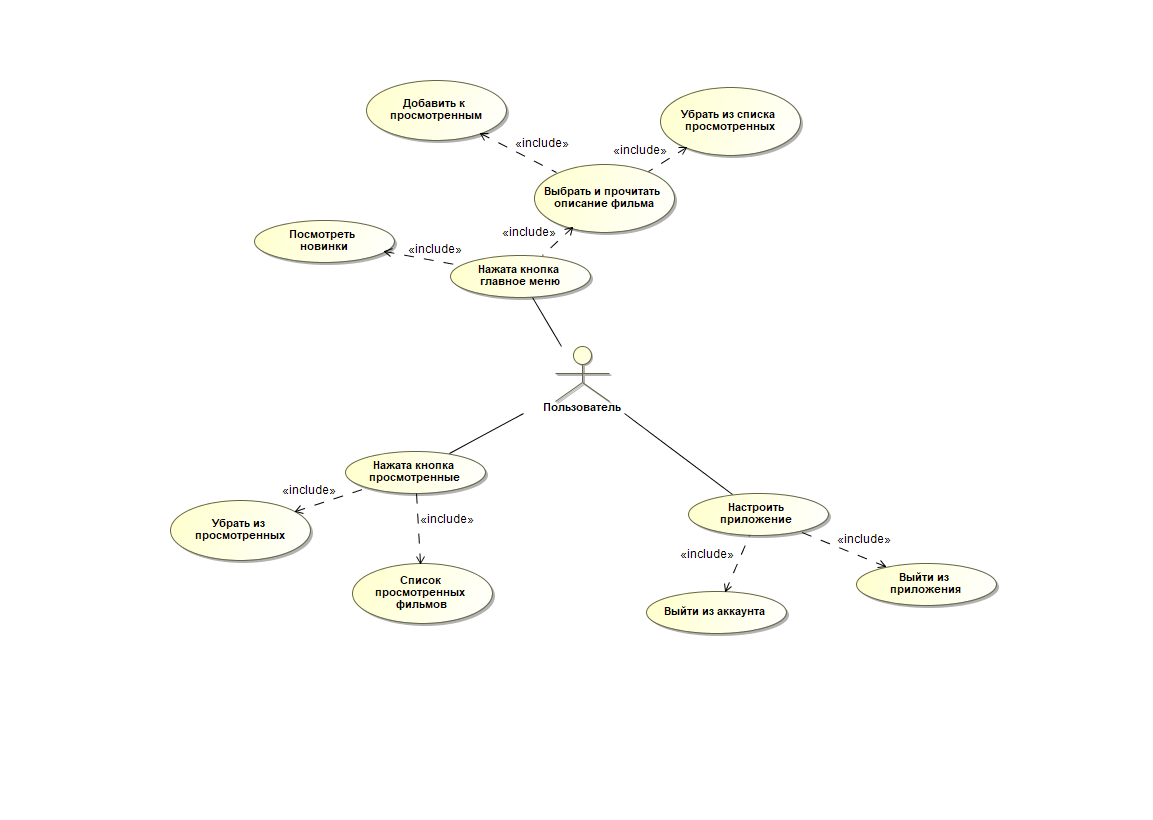 Добавить к
просмотренным
Убрать из списка
просмотренных
«include»
«include»
Выбрать и прочитать
описание фильма
Посмотреть
новинки
«include»
«include»
Нажата кнопка
главное меню
Пользователь
Нажата кнопка
просмотренные
«include»
Убрать из
просмотренных
«include»
Список
просмотренных
фильмов
Настроить
приложение
«include»
«include»
Выйти из аккаунта
Выйти из
приложения